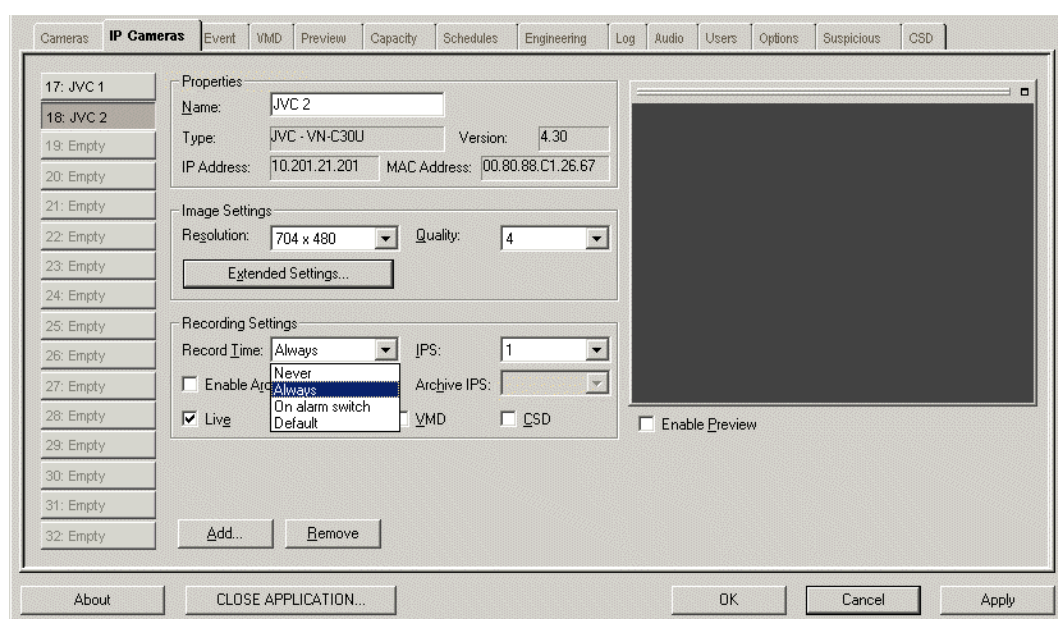 Cameras IP Cameras Event VMD Preview Capacity Schedules Engineering Log Audio Users Options Suspicious CSD
17: JVC 1
18: JVC 2
19: Empty
20: Empty
21: Empty
22: Empty
23: Empty
24: Empty
25: Empty
26: Empty
27: Empty
28: Empty
29: Empty
30: Empty
31: Empty
32: Empty
Properties
Name: JVC 2
Type: JVC - VN-C30U Version: 4.30
IP Address: 10.201.21.201 MAC Address: 00.80.88.C1.26.67
Image Settings
Resolution: 704 x 480 Quality: 4
Extended Settings...
Recording Settings
Record Time: Always IPS: 1
Never
Enable Arc Always Archive IPS:
On alarm switch
Live Default VMD CSD
Enable Preview
Add... Remove
About CLOSE APPLICATION... OK Cancel Apply